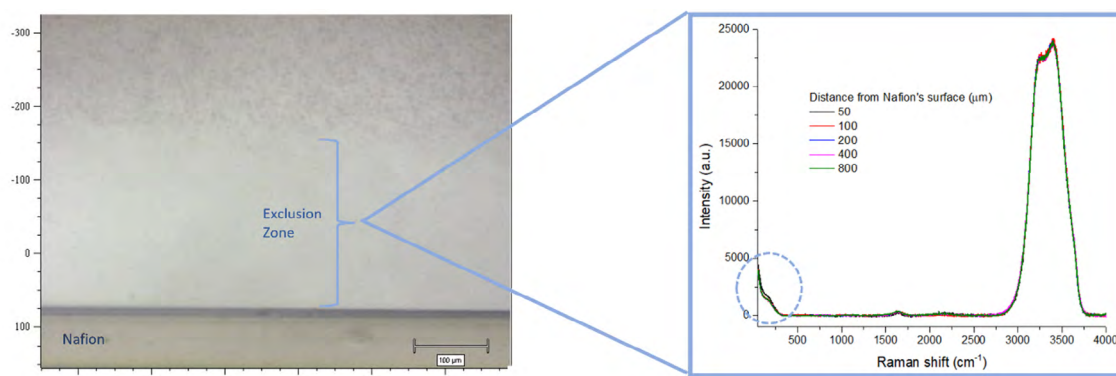 -300
-200
-100
0
100
Exclusion
Zone
Nafion
100 µm
25000
20000
15000
10000
5000
0
Intensity (a.u.)
Distance from Nafion's surface (µm)
50
100
200
400
800
500 1000 1500 2000 2500 3000 3500 4000
Raman shift (cm⁻¹)